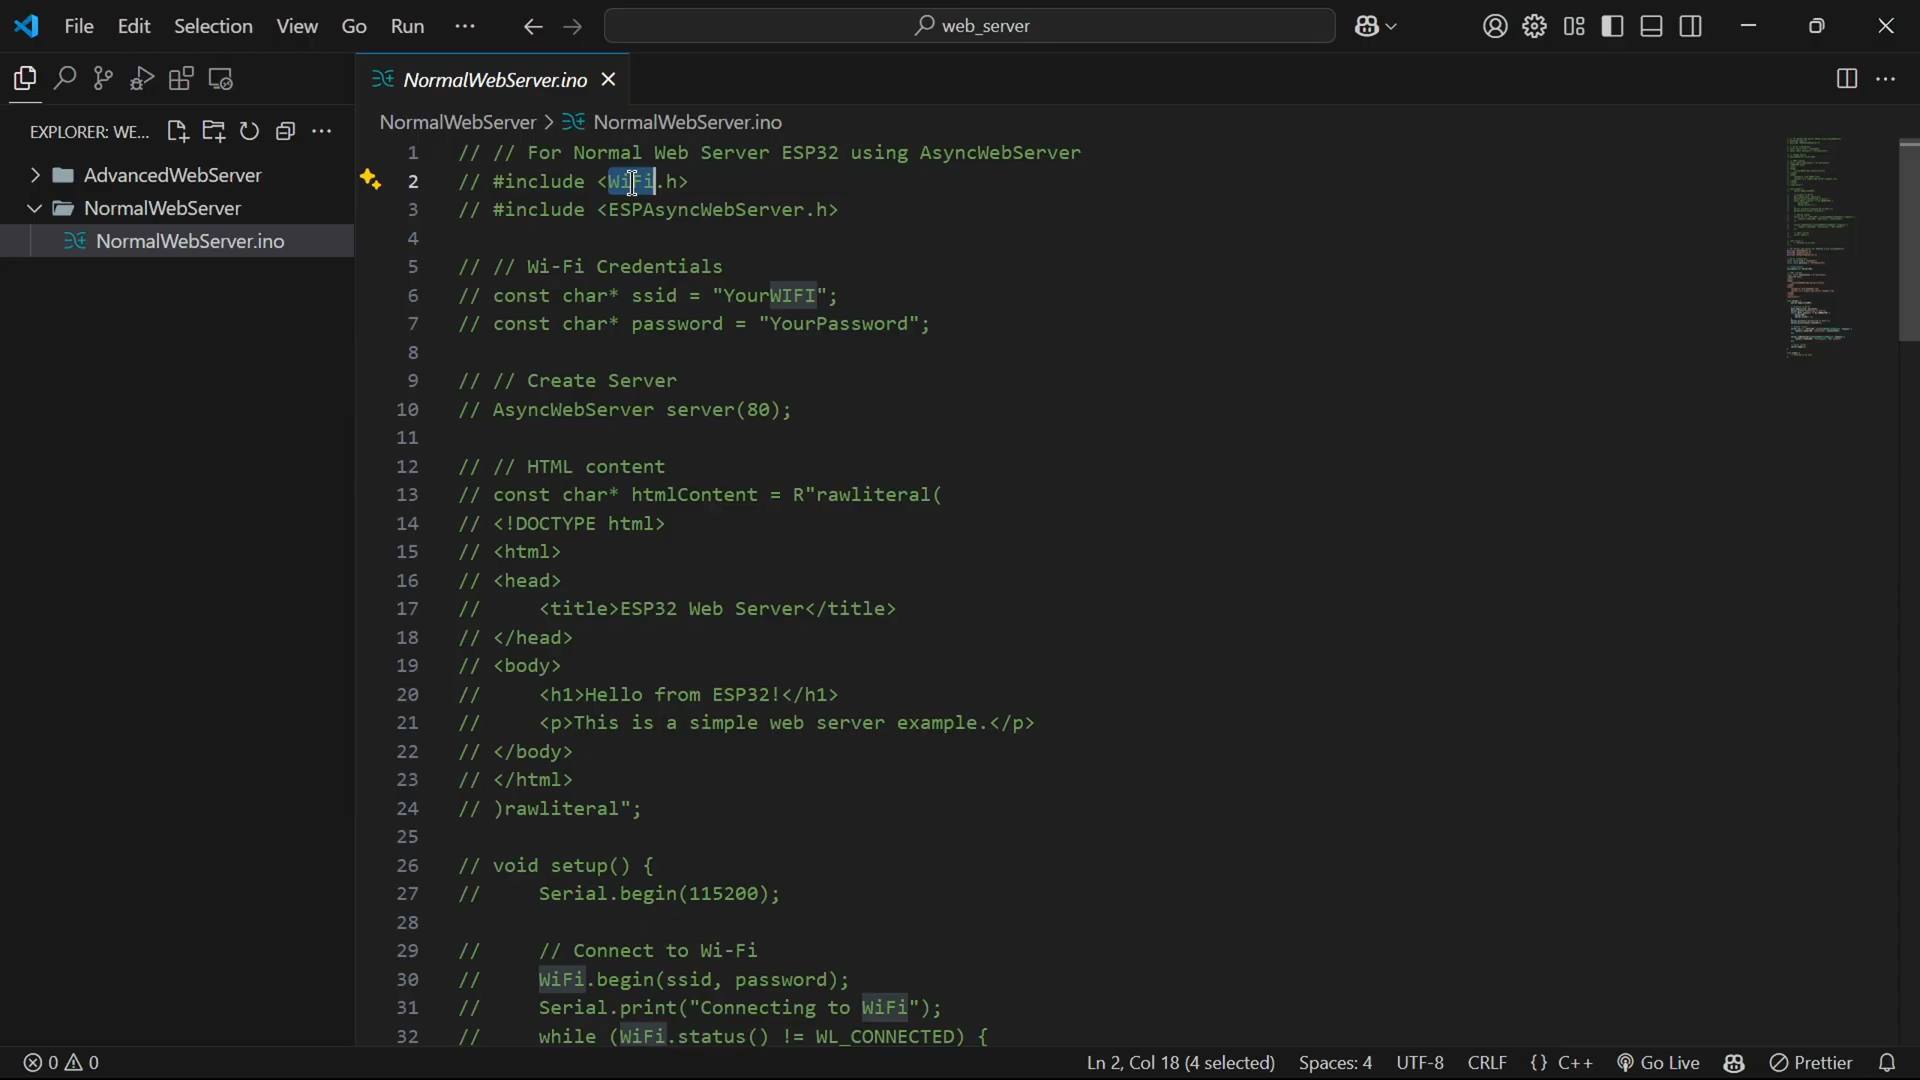 File Edit Selection View Go Run ··· web_server
EXPLORER: WE...
AdvancedWebServer
NormalWebServer
NormalWebServer.ino
NormalWebServer.ino
NormalWebServer > NormalWebServer.ino
1 // // For Normal Web Server ESP32 using AsyncWebServer
2 // #include <WiFi.h>
3 // #include <ESPAsyncWebServer.h>
4
5 // // Wi-Fi Credentials
6 // const char* ssid = "YourWIFI";
7 // const char* password = "YourPassword";
8
9 // // Create Server
10 // AsyncWebServer server(80);
11
12 // // HTML content
13 // const char* htmlContent = R"rawliteral(
14 // <!DOCTYPE html>
15 // <html>
16 // <head>
17 //     <title>ESP32 Web Server</title>
18 // </head>
19 // <body>
20 //     <h1>Hello from ESP32!</h1>
21 //     <p>This is a simple web server example.</p>
22 // </body>
23 // </html>
24 // )rawliteral";
25
26 // void setup() {
27 //     Serial.begin(115200);
28
29 //     // Connect to Wi-Fi
30 //     WiFi.begin(ssid, password);
31 //     Serial.print("Connecting to WiFi");
32 //     while (WiFi.status() != WL_CONNECTED) {
0 0 Ln 2, Col 18 (4 selected) Spaces: 4 UTF-8 CRLF {} C++ Go Live Prettier